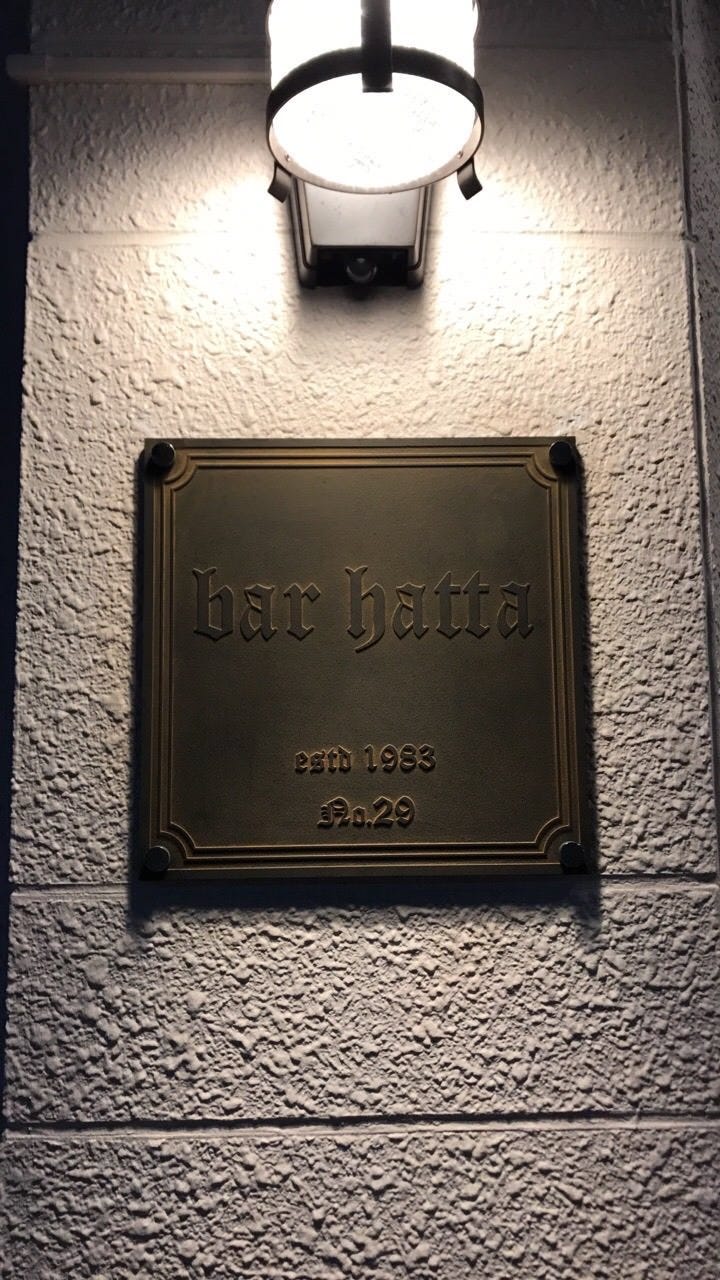 bar hatta
estd 1983
No.29